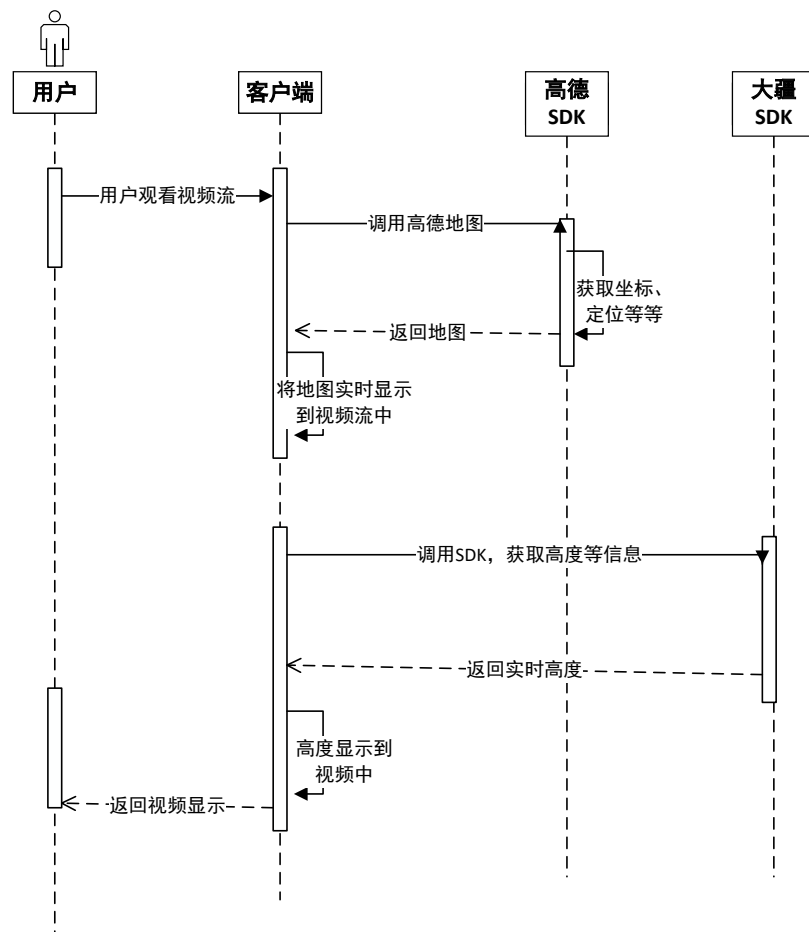 用户
客户端
高德
SDK
大疆
SDK
用户观看视频流
调用高德地图
获取坐标、
定位等等
返回地图
将地图实时显示
到视频流中
调用SDK，获取高度等信息
返回实时高度
高度显示到
视频中
返回视频显示